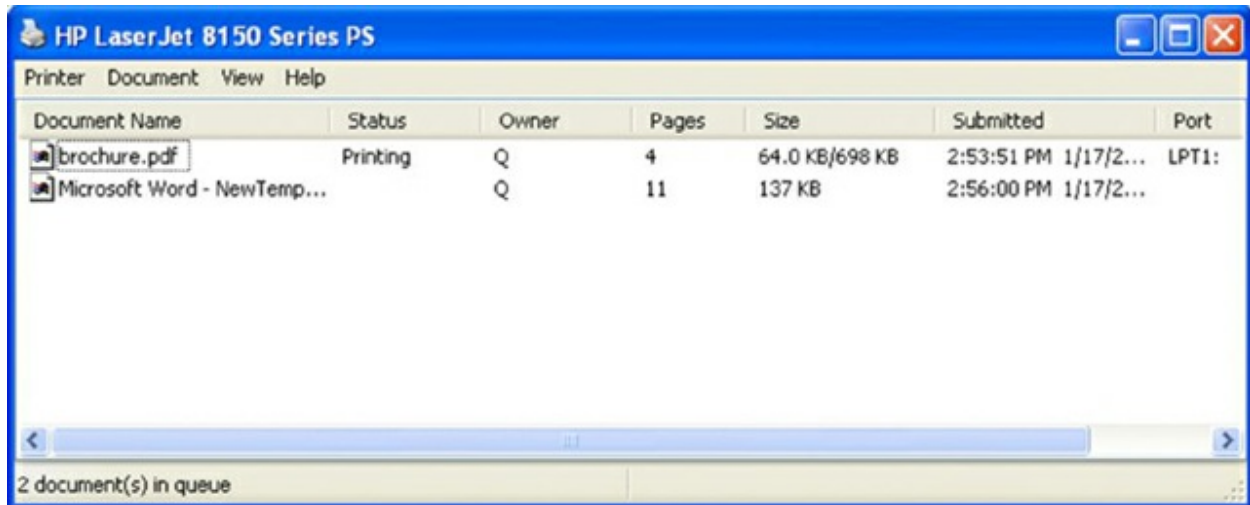 HP LaserJet 8150 Series PS
Printer Document View Help
Document Name Status Owner Pages Size Submitted Port
brochure.pdf Printing Q 4 64.0 KB/698 KB 2:53:51 PM 1/17/2... LPT1:
Microsoft Word - NewTemp... Q 11 137 KB 2:56:00 PM 1/17/2...
2 document(s) in queue